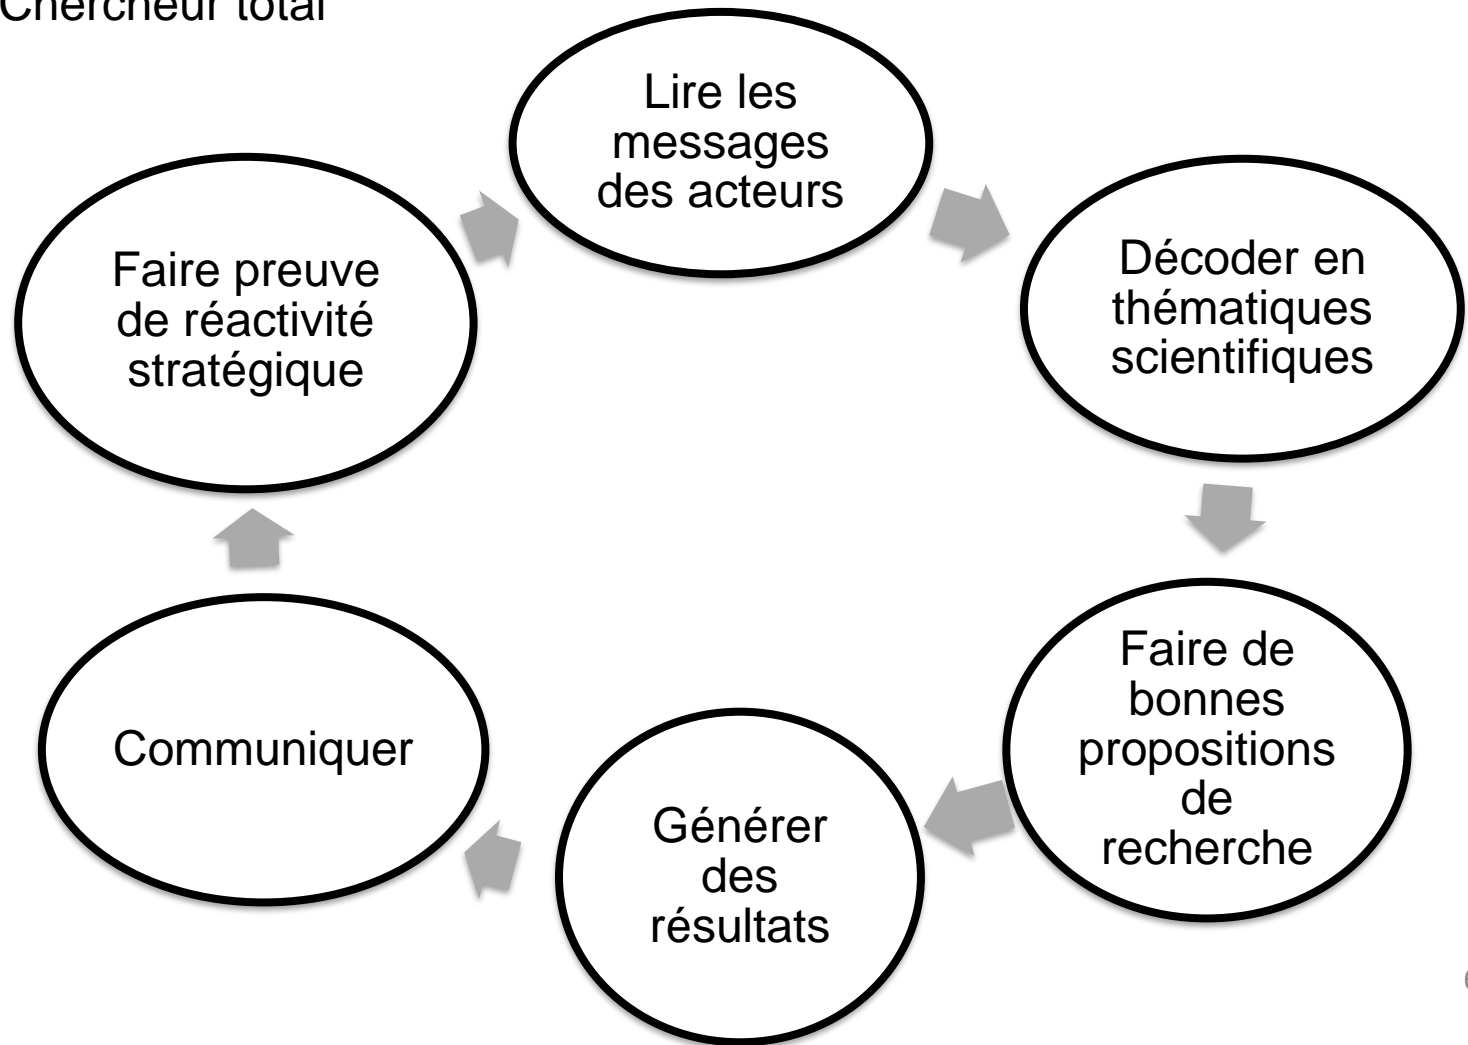 Chercheur total
Lire les
messages
des acteurs
Décoder en
thématiques
scientifiques
Faire de
bonnes
propositions
de
recherche
Générer
des
résultats
Communiquer
Faire preuve
de réactivité
stratégique